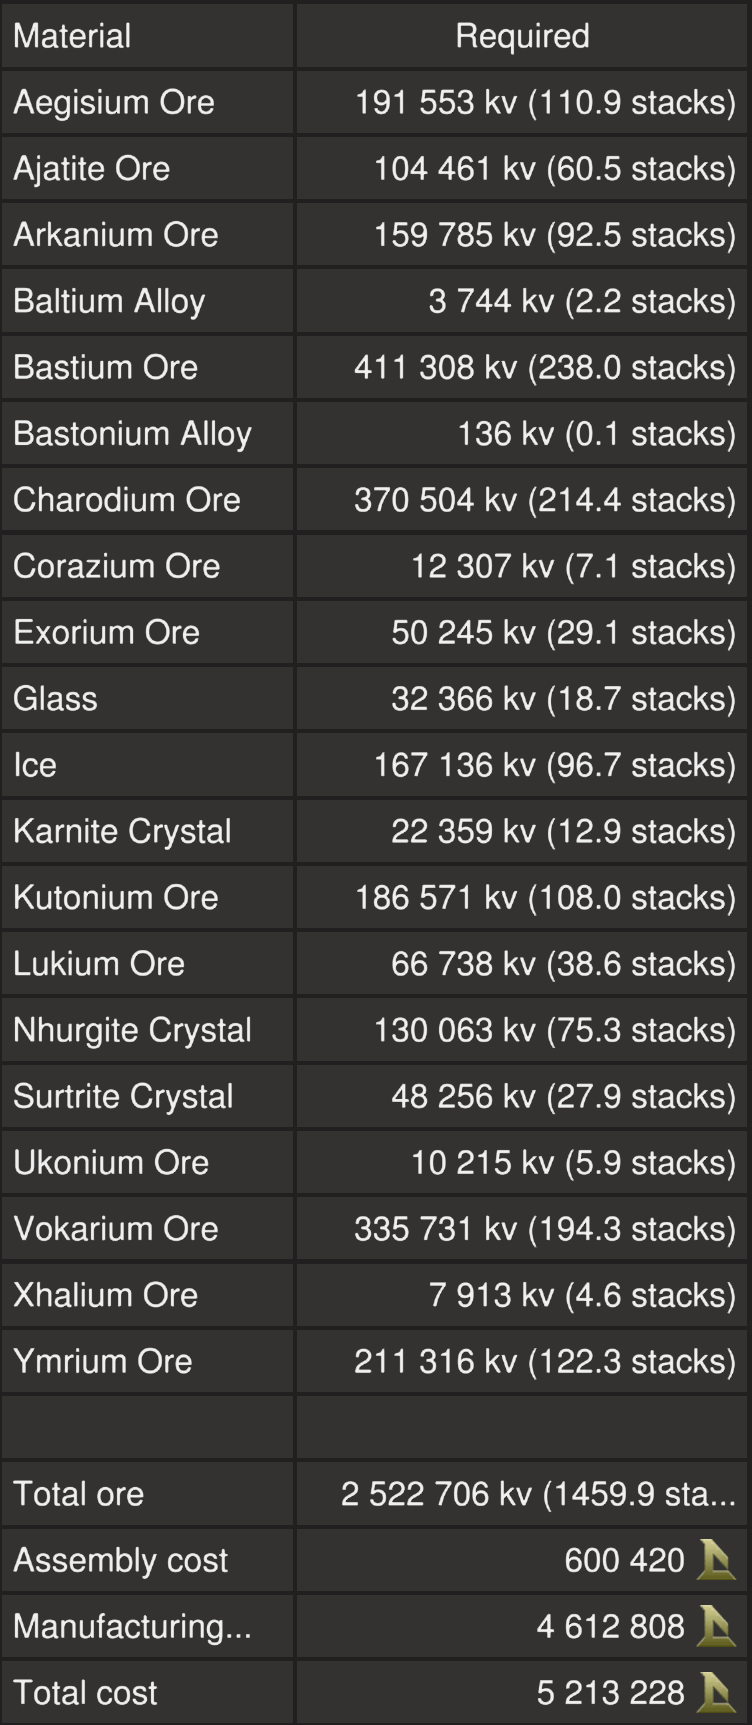 Material Required
Aegisium Ore 191 553 kv (110.9 stacks)
Ajatite Ore 104 461 kv (60.5 stacks)
Arkanium Ore 159 785 kv (92.5 stacks)
Baltium Alloy 3 744 kv (2.2 stacks)
Bastium Ore 411 308 kv (238.0 stacks)
Bastonium Alloy 136 kv (0.1 stacks)
Charodium Ore 370 504 kv (214.4 stacks)
Corazium Ore 12 307 kv (7.1 stacks)
Exorium Ore 50 245 kv (29.1 stacks)
Glass 32 366 kv (18.7 stacks)
Ice 167 136 kv (96.7 stacks)
Karnite Crystal 22 359 kv (12.9 stacks)
Kutonium Ore 186 571 kv (108.0 stacks)
Lukium Ore 66 738 kv (38.6 stacks)
Nhurgite Crystal 130 063 kv (75.3 stacks)
Surtrite Crystal 48 256 kv (27.9 stacks)
Ukonium Ore 10 215 kv (5.9 stacks)
Vokarium Ore 335 731 kv (194.3 stacks)
Xhalium Ore 7 913 kv (4.6 stacks)
Ymrium Ore 211 316 kv (122.3 stacks)
Total ore 2 522 706 kv (1459.9 sta...
Assembly cost 600 420
Manufacturing... 4 612 808
Total cost 5 213 228